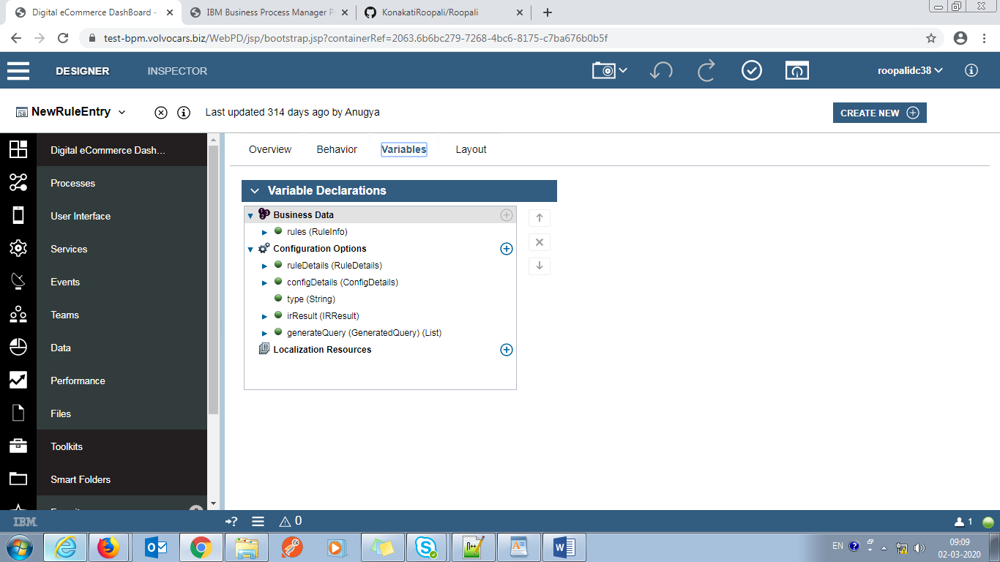 Digital eCommerce DashBoard -
IBM Business Process Manager P
KonakatiRoopali/Roopali
test-bpm.volvocars.biz/WebPD/jsp/bootstrap.jsp?containerRef=2063.6b6bc279-7268-4bc6-8175-c7ba676b0b5f
DESIGNER
INSPECTOR
roopalidc38
NewRuleEntry
Last updated 314 days ago by Anugya
CREATE NEW
Digital eCommerce Dash...
Processes
User Interface
Services
Events
Teams
Data
Performance
Files
Toolkits
Smart Folders
Overview
Behavior
Variables
Layout
Variable Declarations
Business Data
rules (RuleInfo)
Configuration Options
ruleDetails (RuleDetails)
configDetails (ConfigDetails)
type (String)
irResult (IRResult)
generateQuery (GeneratedQuery) (List)
Localization Resources
IBM
0
1
EN
09:09
02-03-2020